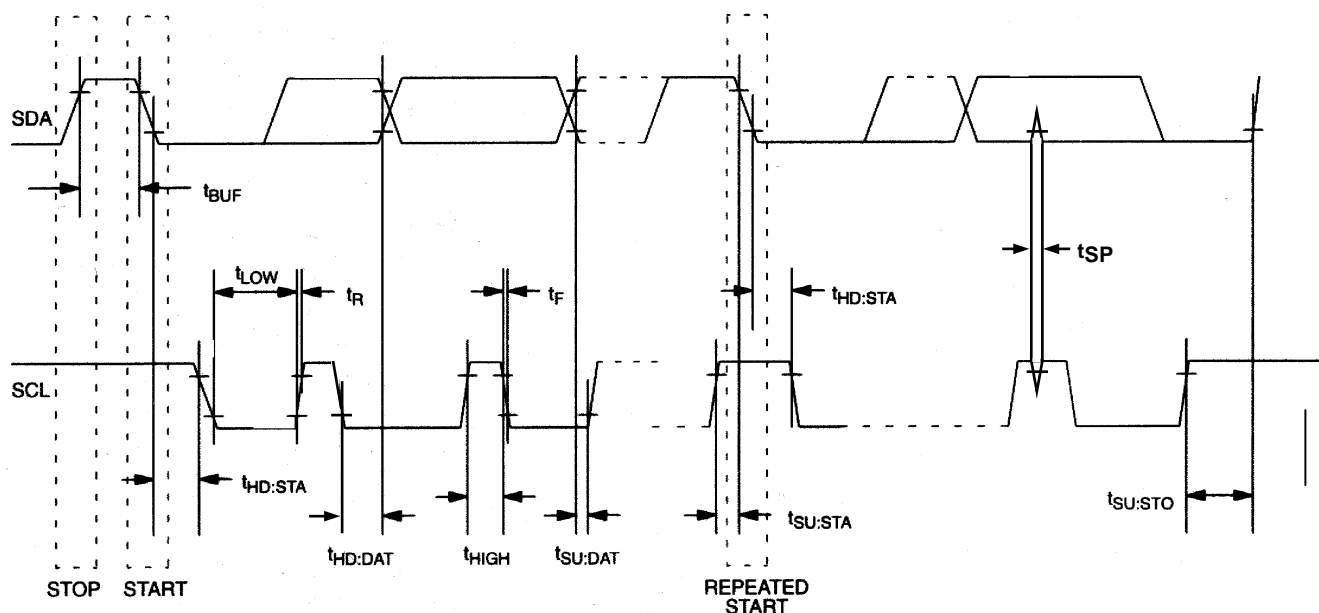 SDA
tBUF
tSP
tLOW
tR
tF
tHD:STA
SCL
tHD:STA
tSU:STA
tSU:STO
tHD:DAT
tHIGH
tSU:DAT
STOP
START
REPEATED
START